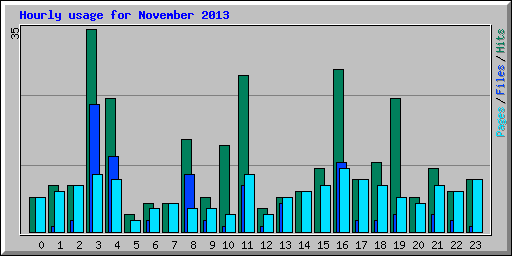 Hourly usage for November 2013
35
Pages/Files/Hits
0 1 2 3 4 5 6 7 8 9 10 11 12 13 14 15 16 17 18 19 20 21 22 23